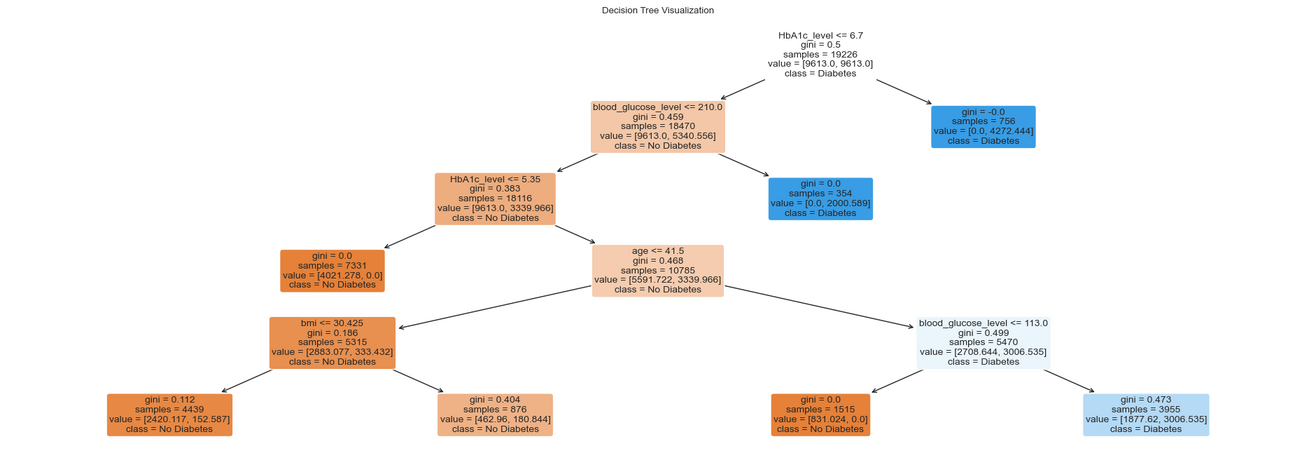 Decision Tree Visualization
HbA1c_level <= 6.7
gini = 0.5
samples = 19226
value = [9613.0, 9613.0]
class = Diabetes
blood_glucose_level <= 210.0
gini = 0.459
samples = 18470
value = [9613.0, 5340.556]
class = No Diabetes
gini = -0.0
samples = 756
value = [0.0, 4272.444]
class = Diabetes
HbA1c_level <= 5.35
gini = 0.383
samples = 18116
value = [9613.0, 3339.966]
class = No Diabetes
gini = 0.0
samples = 354
value = [0.0, 2000.589]
class = Diabetes
gini = 0.0
samples = 7331
value = [4021.278, 0.0]
class = No Diabetes
age <= 41.5
gini = 0.468
samples = 10785
value = [5591.722, 3339.966]
class = No Diabetes
bmi <= 30.425
gini = 0.186
samples = 5315
value = [2883.077, 333.432]
class = No Diabetes
blood_glucose_level <= 113.0
gini = 0.499
samples = 5470
value = [2708.644, 3006.535]
class = Diabetes
gini = 0.112
samples = 4439
value = [2420.117, 152.587]
class = No Diabetes
gini = 0.404
samples = 876
value = [462.96, 180.844]
class = No Diabetes
gini = 0.0
samples = 1515
value = [831.024, 0.0]
class = No Diabetes
gini = 0.473
samples = 3955
value = [1877.62, 3006.535]
class = Diabetes